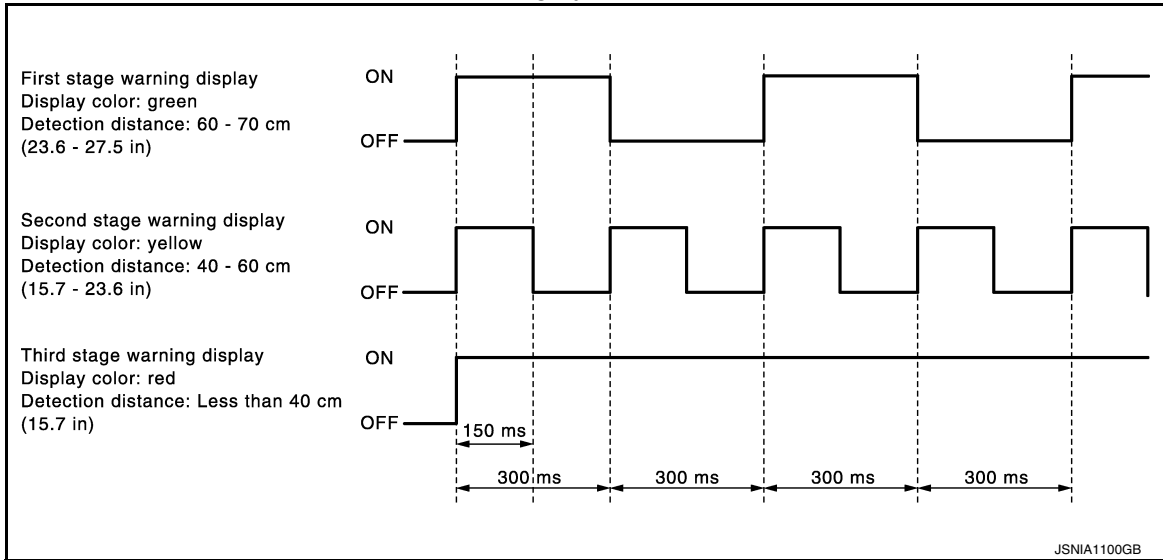 First stage warning display
Display color: green
Detection distance: 60 - 70 cm
(23.6 - 27.5 in)
ON
OFF
Second stage warning display
Display color: yellow
Detection distance: 40 - 60 cm
(15.7 - 23.6 in)
ON
OFF
Third stage warning display
Display color: red
Detection distance: Less than 40 cm
(15.7 in)
ON
OFF
150 ms
300 ms 300 ms 300 ms 300 ms
JSNIA1100GB